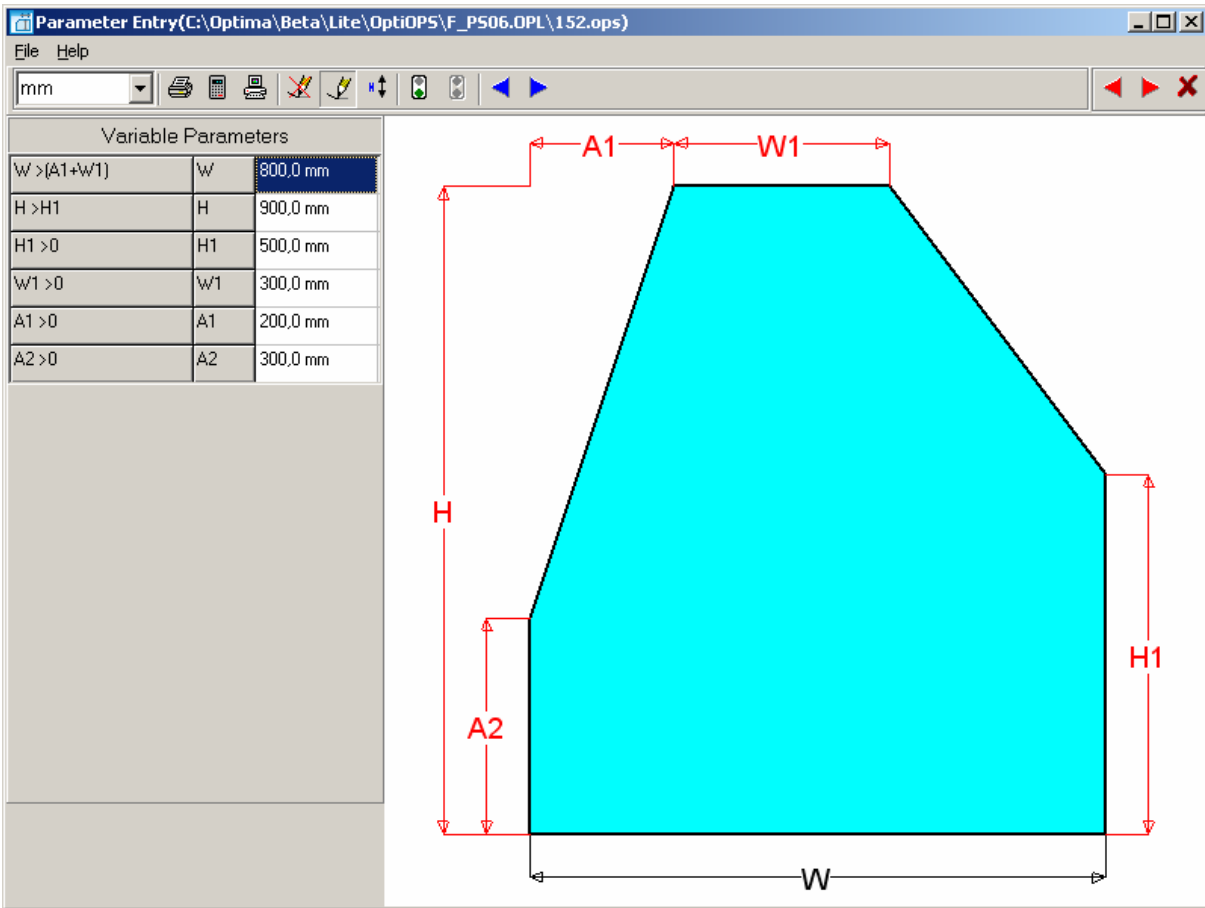 Parameter Entry(C:\Optima\Beta\Lite\OptiOPS\F_PS06.OPL\152.ops)
File Help
mm
Variable Parameters
W >(A1+W1) W 800,0 mm
H >H1 H 900,0 mm
H1 >0 H1 500,0 mm
W1 >0 W1 300,0 mm
A1 >0 A1 200,0 mm
A2 >0 A2 300,0 mm
A1 W1
H
H1
A2
W